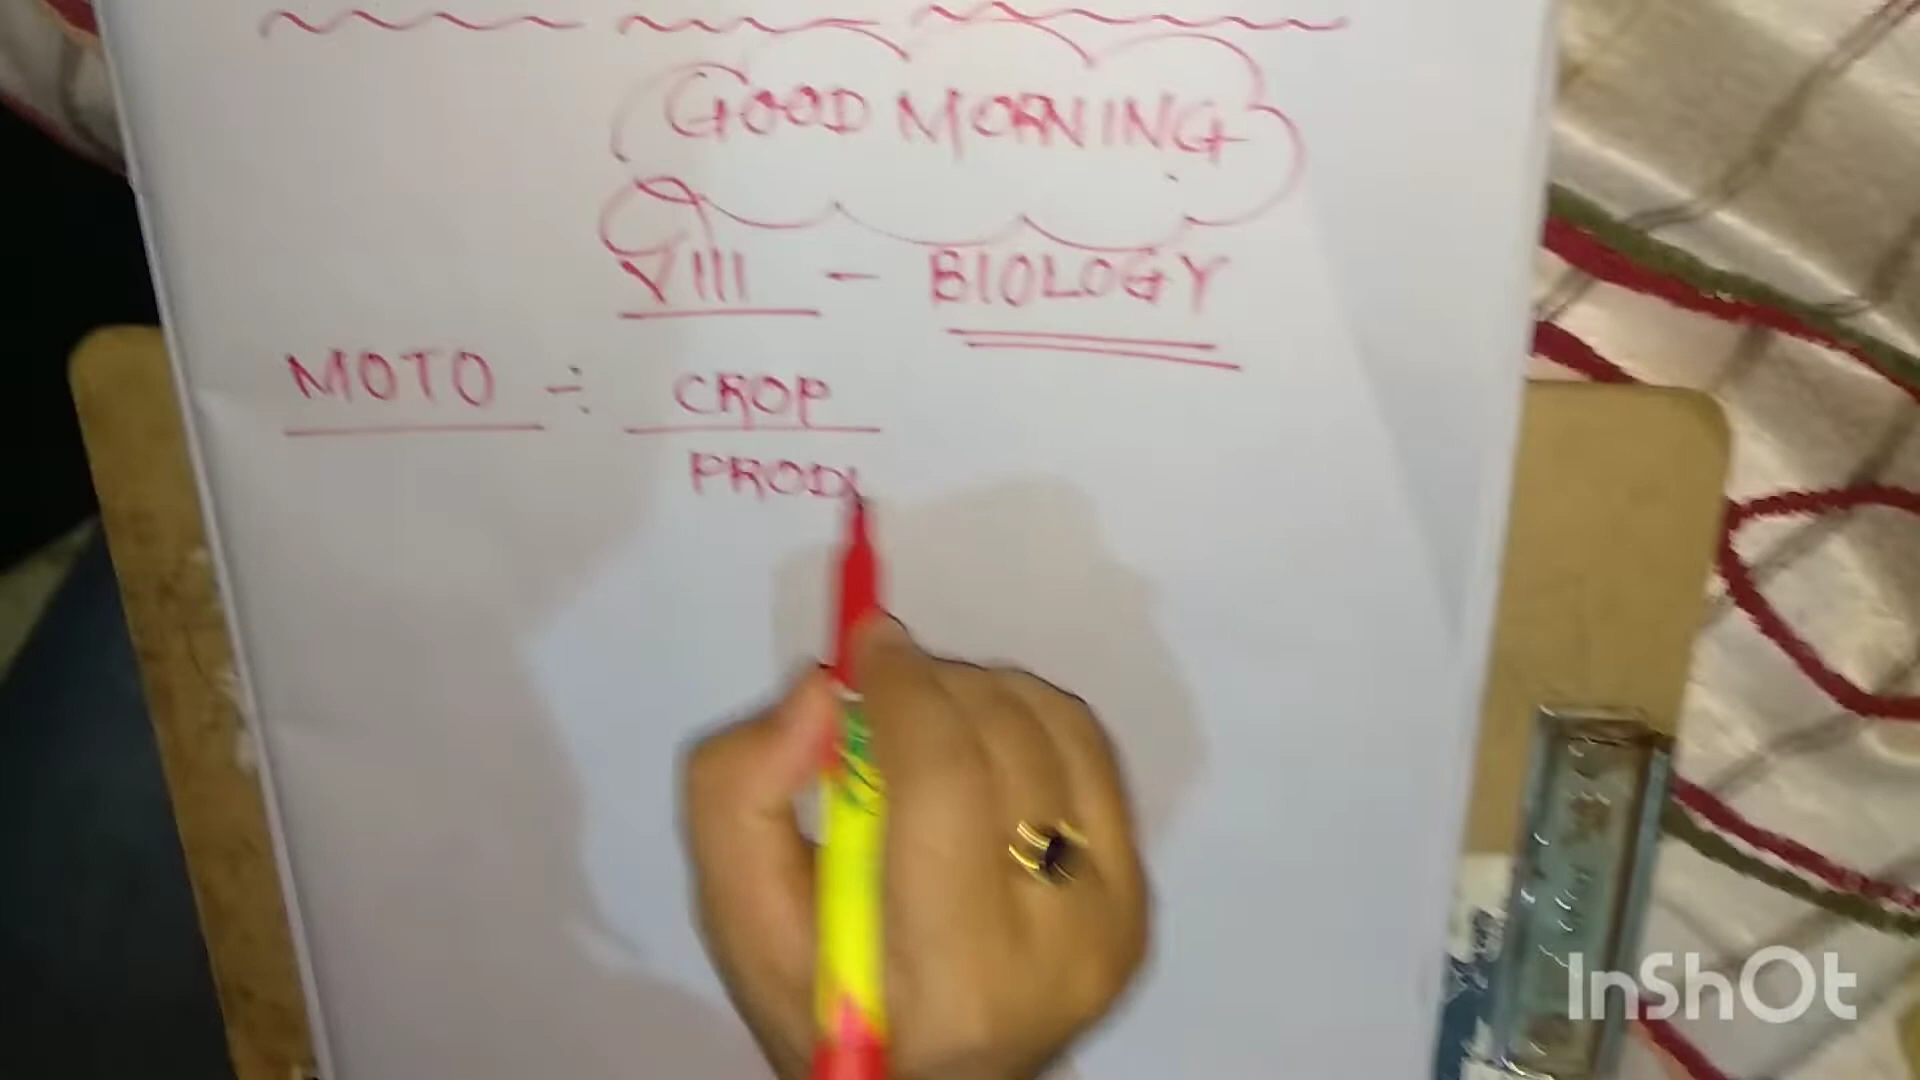 GOOD MORNING
VIII - BIOLOGY
MOTO ÷ CROP
PROD
InShOt